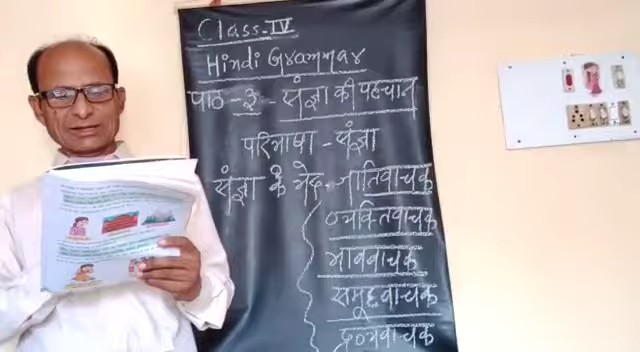 Class-IV
Hindi Grammar
पाठ-३-संज्ञा की पहचान
परिभाषा-संज्ञा
संज्ञा के भेद-जातिवाचक
व्यक्तिवाचक
भाववाचक
समूहवाचक
द्रव्यवाचक